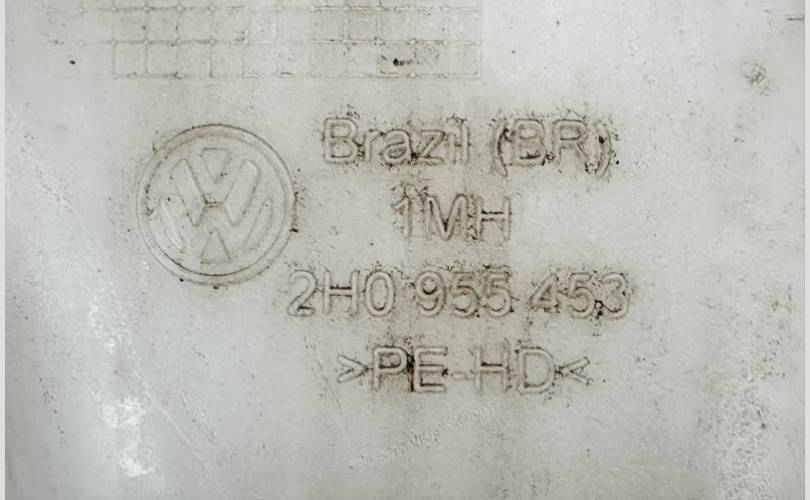 Brazil (BR)
1MH
2H0 955 453
>PE-HD<